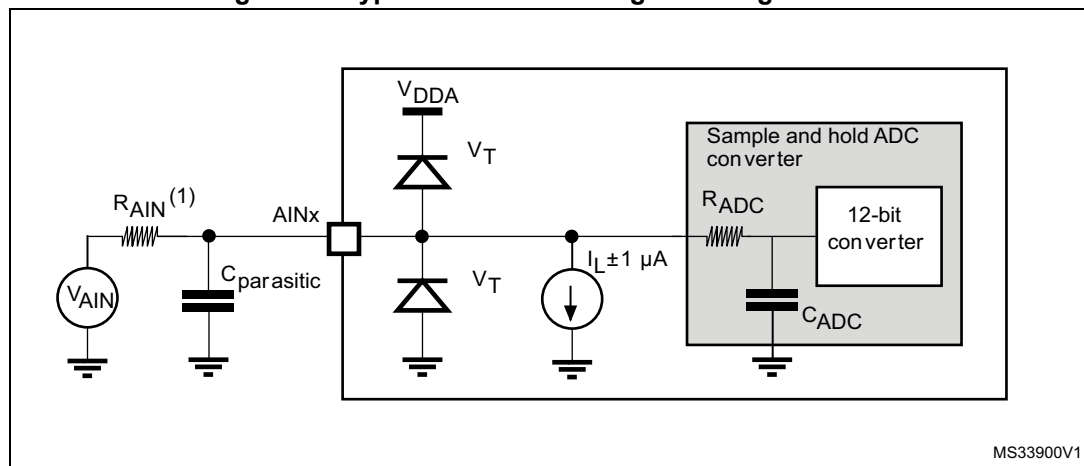 VDDA
Sample and hold ADC
converter
VT
RAIN(1)
AINx
RADC
12-bit
converter
IL±1 µA
VT
Cparasitic
VAIN
CADC
MS33900V1